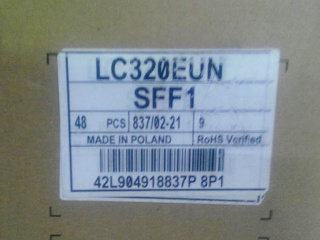 LC320EUN
SFF1
48 PCS 837/02-21 9
MADE IN POLAND RoHS Verified
42L904918837P 8P1